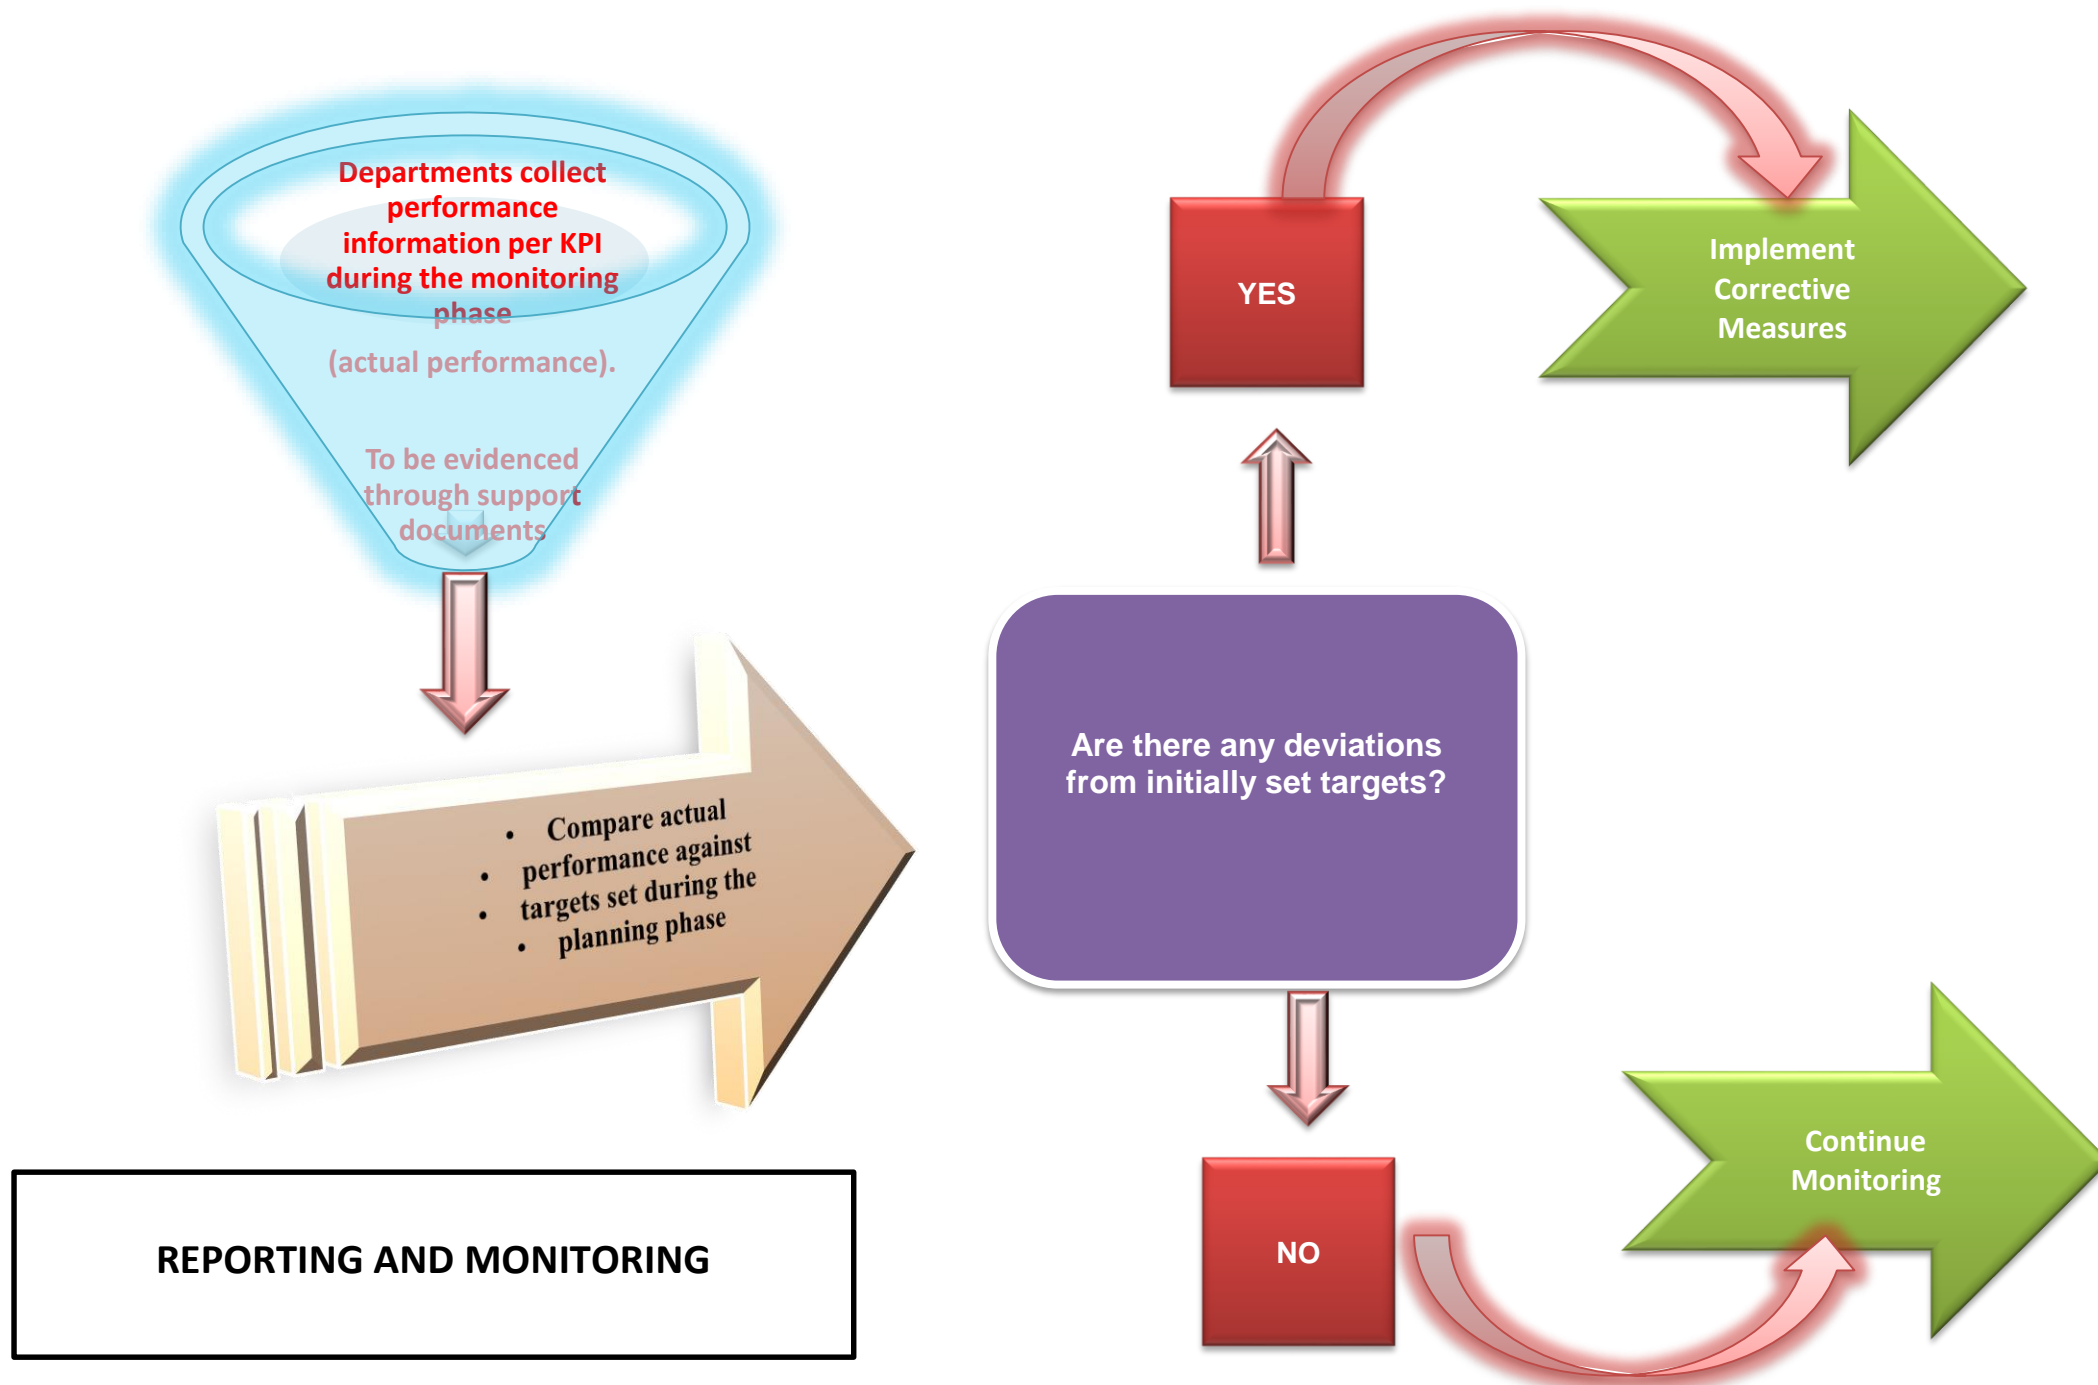 Departments collect
performance
information per KPI
during the monitoring
phase
(actual performance).
To be evidenced
through support
documents
• Compare actual
• performance against
• targets set during the
• planning phase
REPORTING AND MONITORING
YES
Implement
Corrective
Measures
Are there any deviations
from initially set targets?
NO
Continue
Monitoring